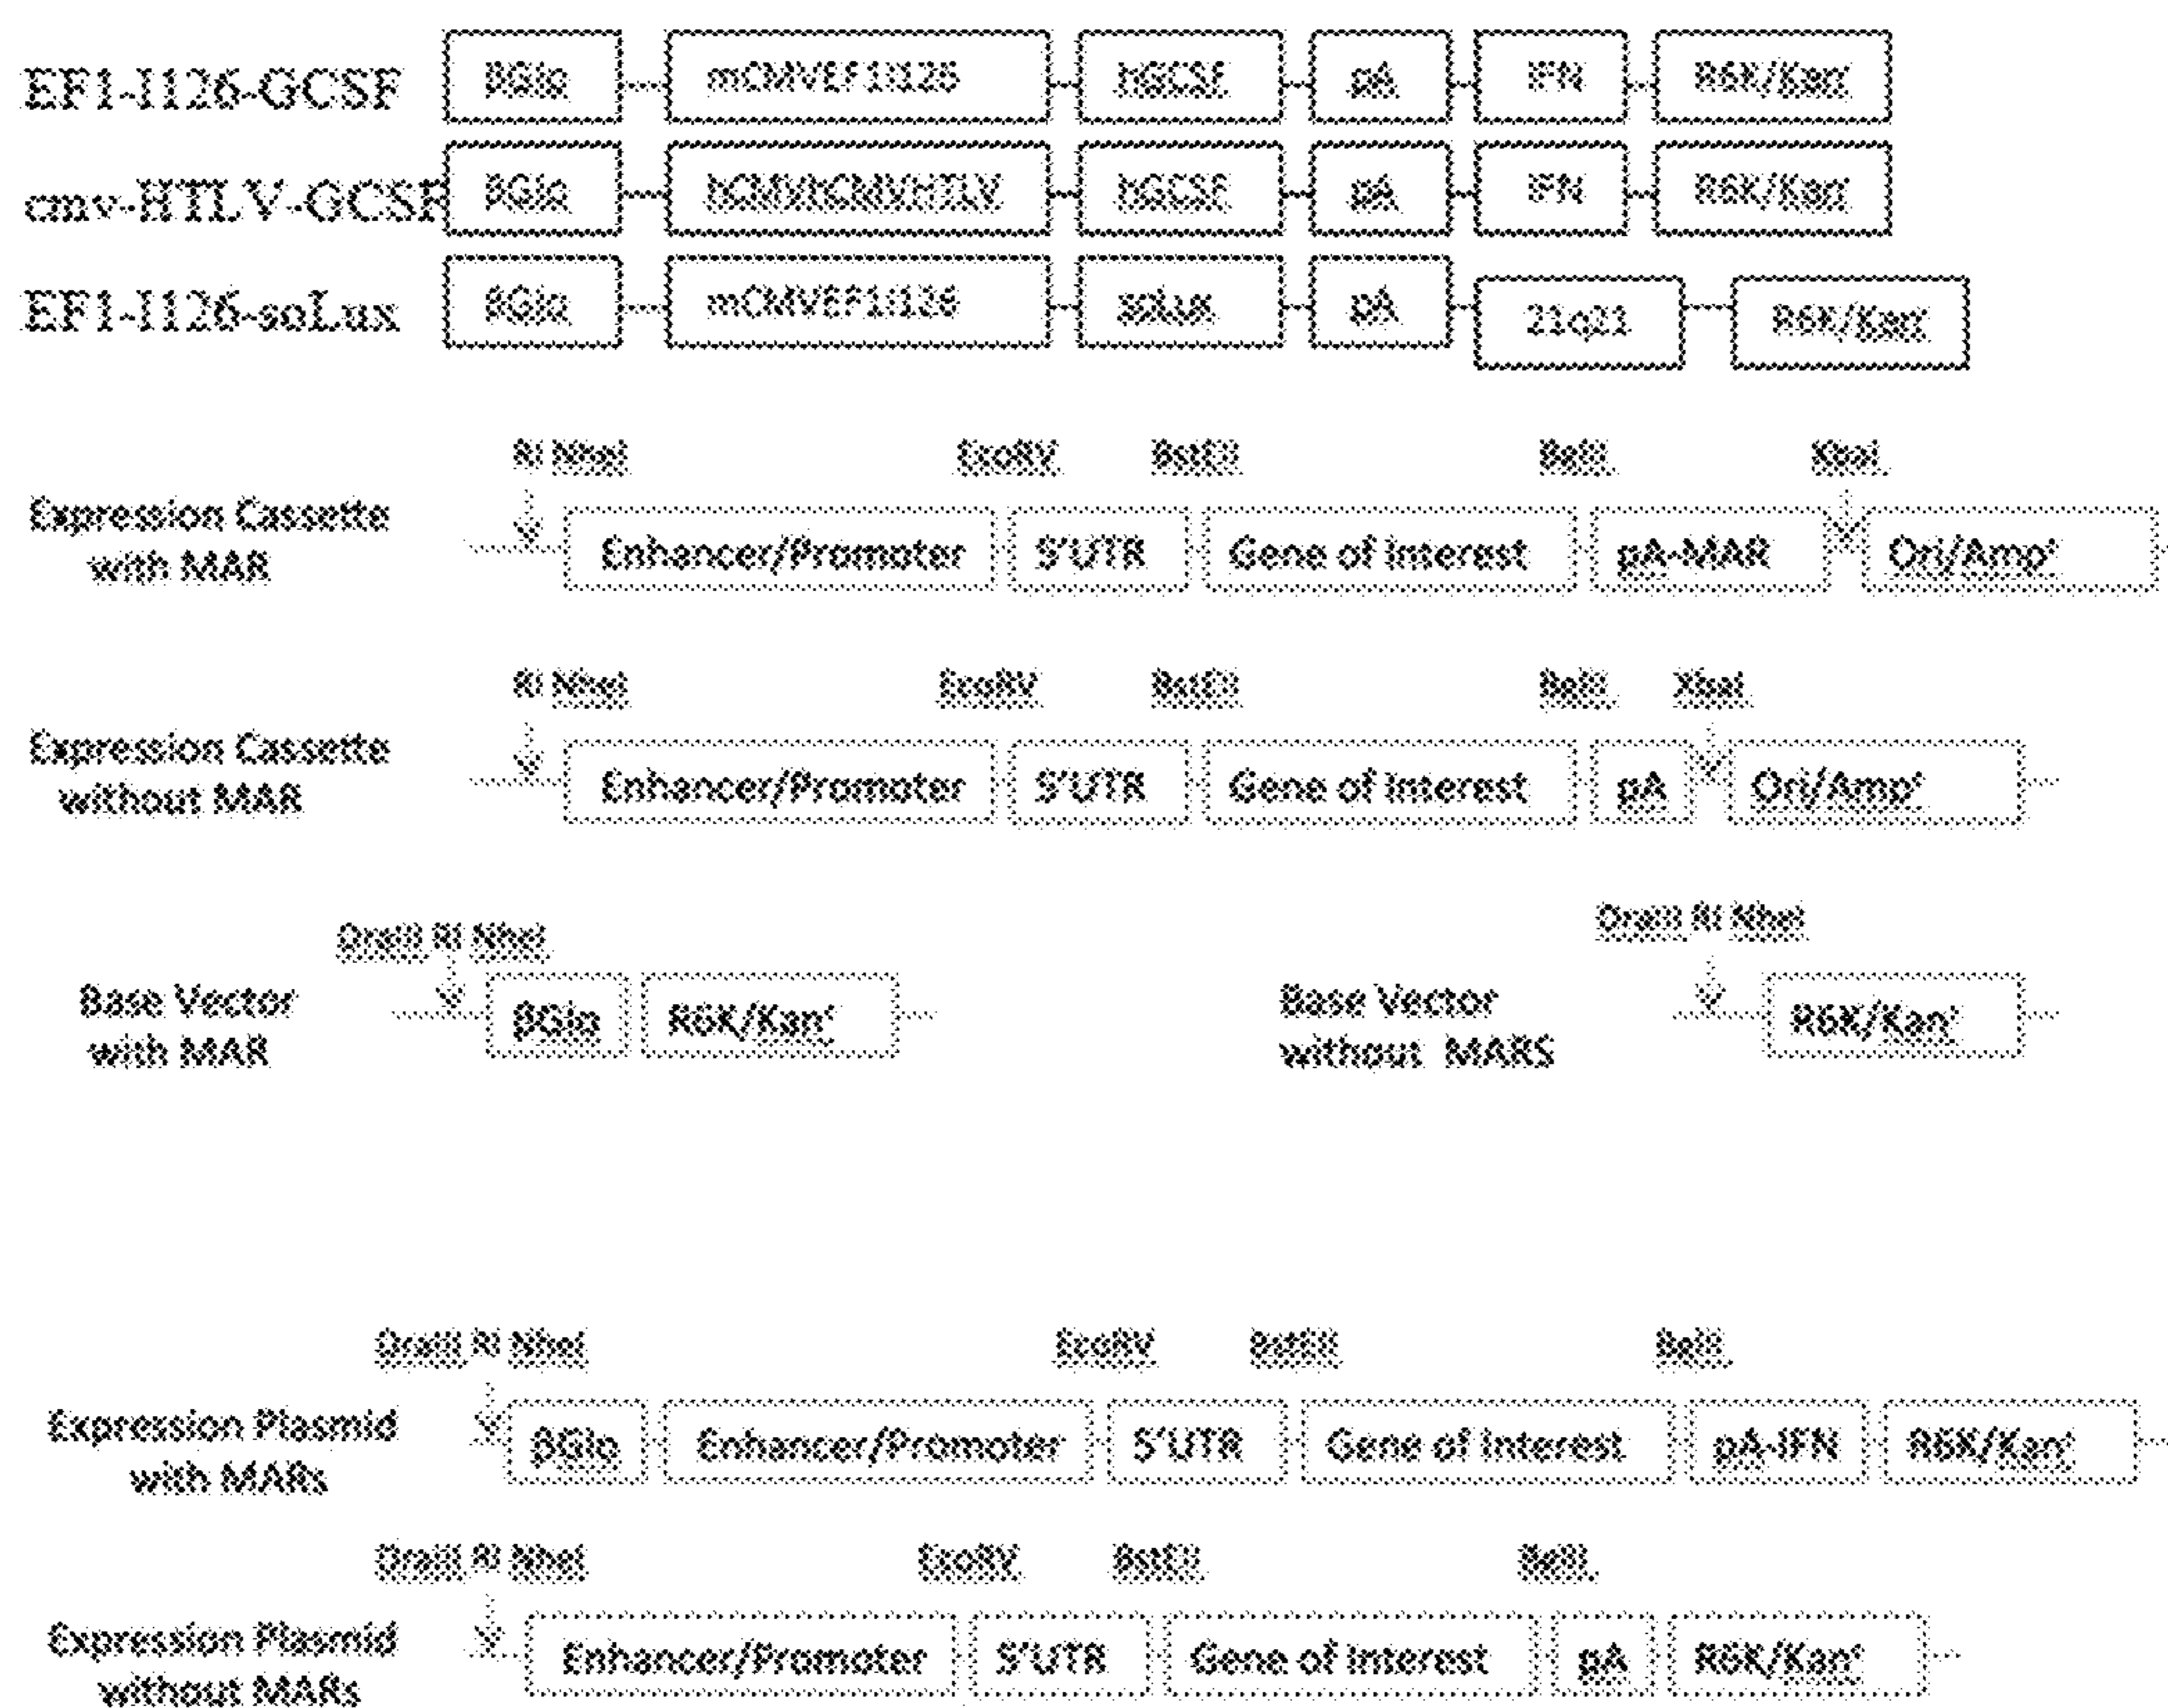 EF1-I126-GCSF βGlo mCMVEF1I126 hGCSF pA IFN R6K/Kanʳ
cmv-HTLV-GCSF βGlo hCMVhCMVHTLV hGCSF pA IFN R6K/Kanʳ
EF1-I126-soLux βGlo mCMVEF1I126 soLux pA 21q21 R6K/Kanʳ
RI NheI EcoRV BstEII BglII XbaI
Expression Cassette
with MAR
Enhancer/Promoter 5'UTR Gene of Interest pA-MAR Ori/Ampʳ
RI NheI EcoRV BstEII BglII XbaI
Expression Cassette
without MAR
Enhancer/Promoter 5'UTR Gene of Interest pA Ori/Ampʳ
DraIII RI NheI
Base Vector
with MAR
βGlo R6K/Kanʳ
DraIII RI NheI
Base Vector
without MARS
R6K/Kanʳ
DraIII RI NheI EcoRV BstEII BglII
Expression Plasmid
with MARs
βGlo Enhancer/Promoter 5'UTR Gene of Interest pA-IFN R6K/Kanʳ
DraIII RI NheI EcoRV BstEII BglII
Expression Plasmid
without MARs
Enhancer/Promoter 5'UTR Gene of Interest pA R6K/Kanʳ